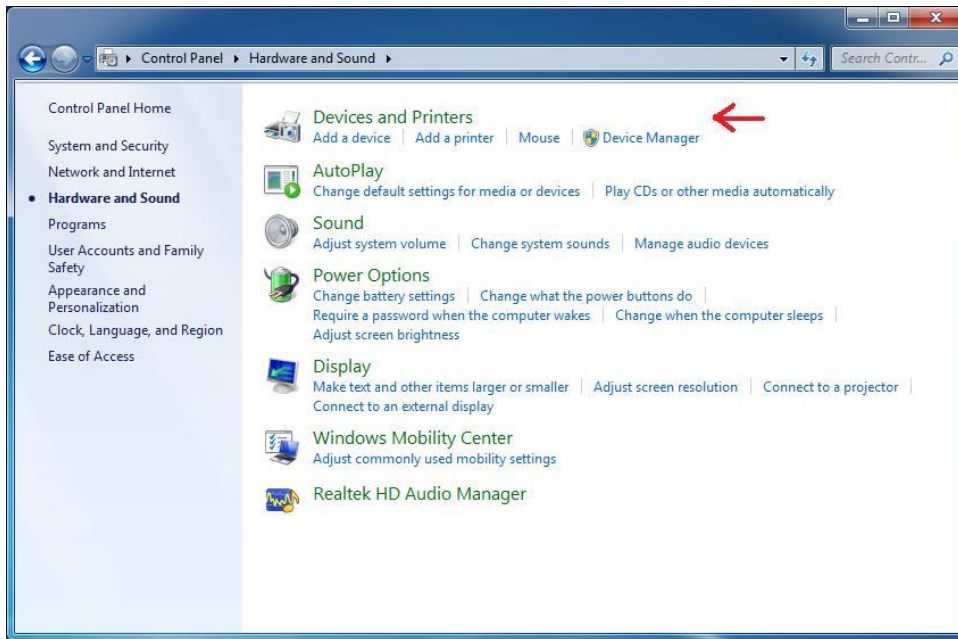 Control Panel Hardware and Sound
Search Contr...
Control Panel Home
System and Security
Network and Internet
Hardware and Sound
Programs
User Accounts and Family
Safety
Appearance and
Personalization
Clock, Language, and Region
Ease of Access
Devices and Printers
Add a device Add a printer Mouse Device Manager
AutoPlay
Change default settings for media or devices Play CDs or other media automatically
Sound
Adjust system volume Change system sounds Manage audio devices
Power Options
Change battery settings Change what the power buttons do
Require a password when the computer wakes Change when the computer sleeps
Adjust screen brightness
Display
Make text and other items larger or smaller Adjust screen resolution Connect to a projector
Connect to an external display
Windows Mobility Center
Adjust commonly used mobility settings
Realtek HD Audio Manager